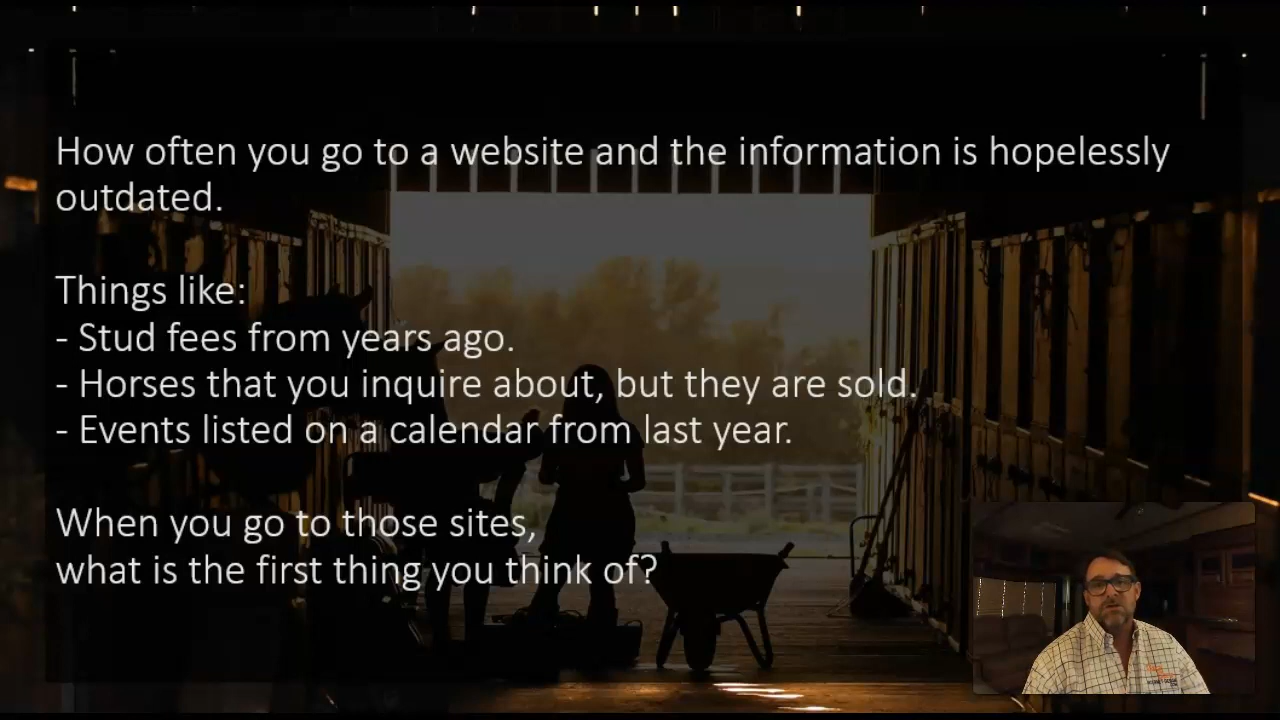 How often you go to a website and the information is hopelessly
outdated.
Things like:
- Stud fees from years ago.
- Horses that you inquire about, but they are sold.
- Events listed on a calendar from last year.
When you go to those sites,
what is the first thing you think of?